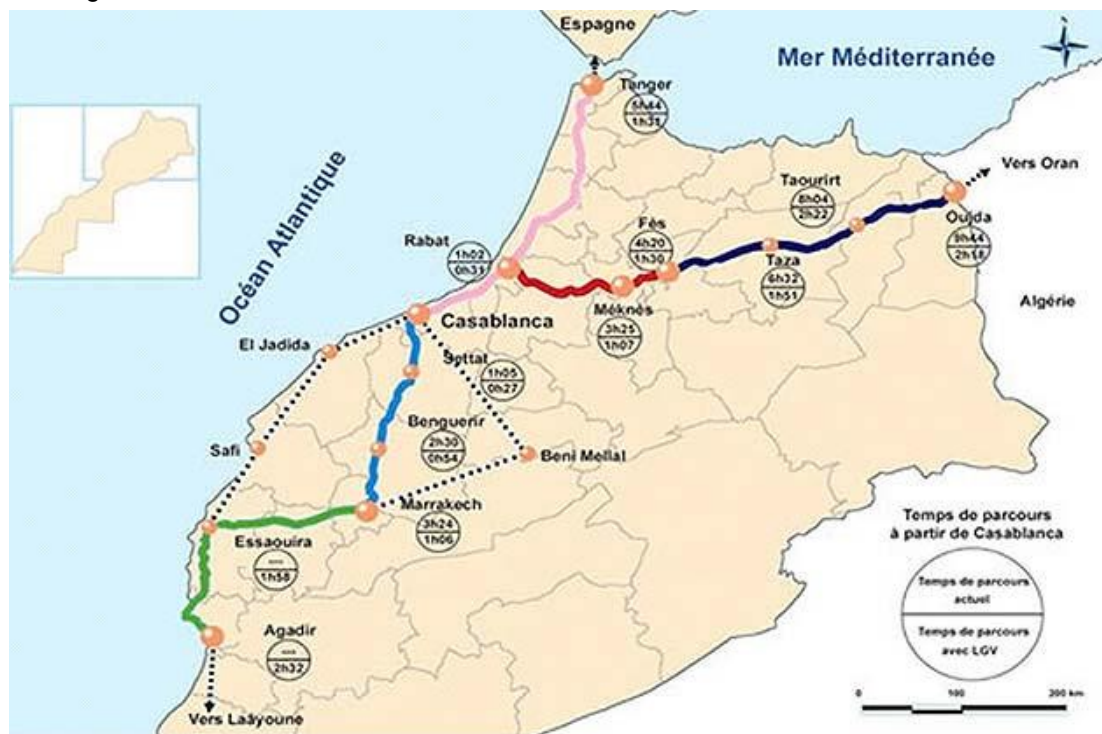 Espagne
Mer Méditerranée
Tanger
5h44
1h31
Océan Atlantique
Vers Oran
Taourirt
8h04
2h22
Oujda
9h44
2h18
Rabat
1h02
0h31
Fès
4h20
1h30
Taza
6h32
1h51
Algérie
Méknès
3h25
1h07
Casablanca
El Jadida
Settat
1h05
0h27
Benguerir
2h30
0h54
Safi
Beni Mellal
Marrakech
3h24
1h06
Essaouira
---
1h58
Temps de parcours
à partir de Casablanca
Temps de parcours
actuel
Temps de parcours
avec LGV
Agadir
---
2h32
0 100 200 km
Vers Laâyoune